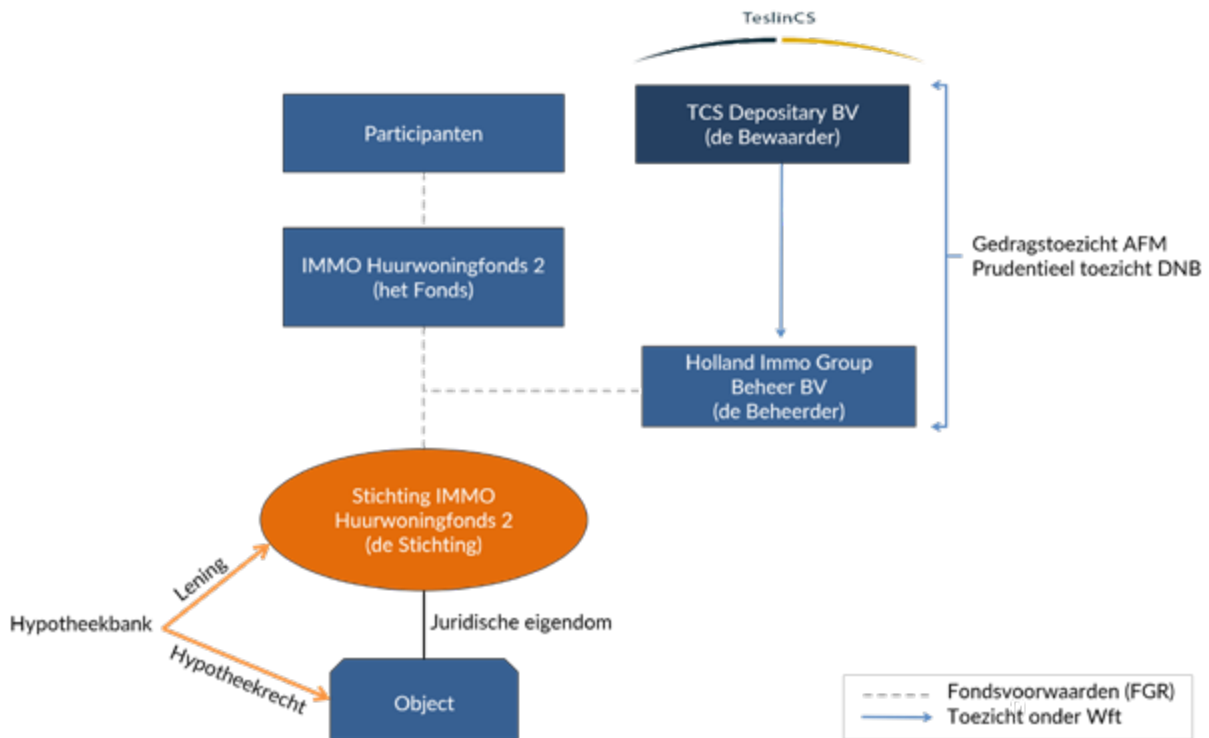 TeslinCS
TCS Depositary BV
(de Bewaarder)
Participanten
IMMO Huurwoningfonds 2
(het Fonds)
Gedragstoezicht AFM
Prudentieel toezicht DNB
Holland Immo Group
Beheer BV
(de Beheerder)
Stichting IMMO
Huurwoningfonds 2
(de Stichting)
Lening
Hypotheekbank
Juridische eigendom
Hypotheekrecht
Object
Fondsvoorwaarden (FGR)
Toezicht onder Wft